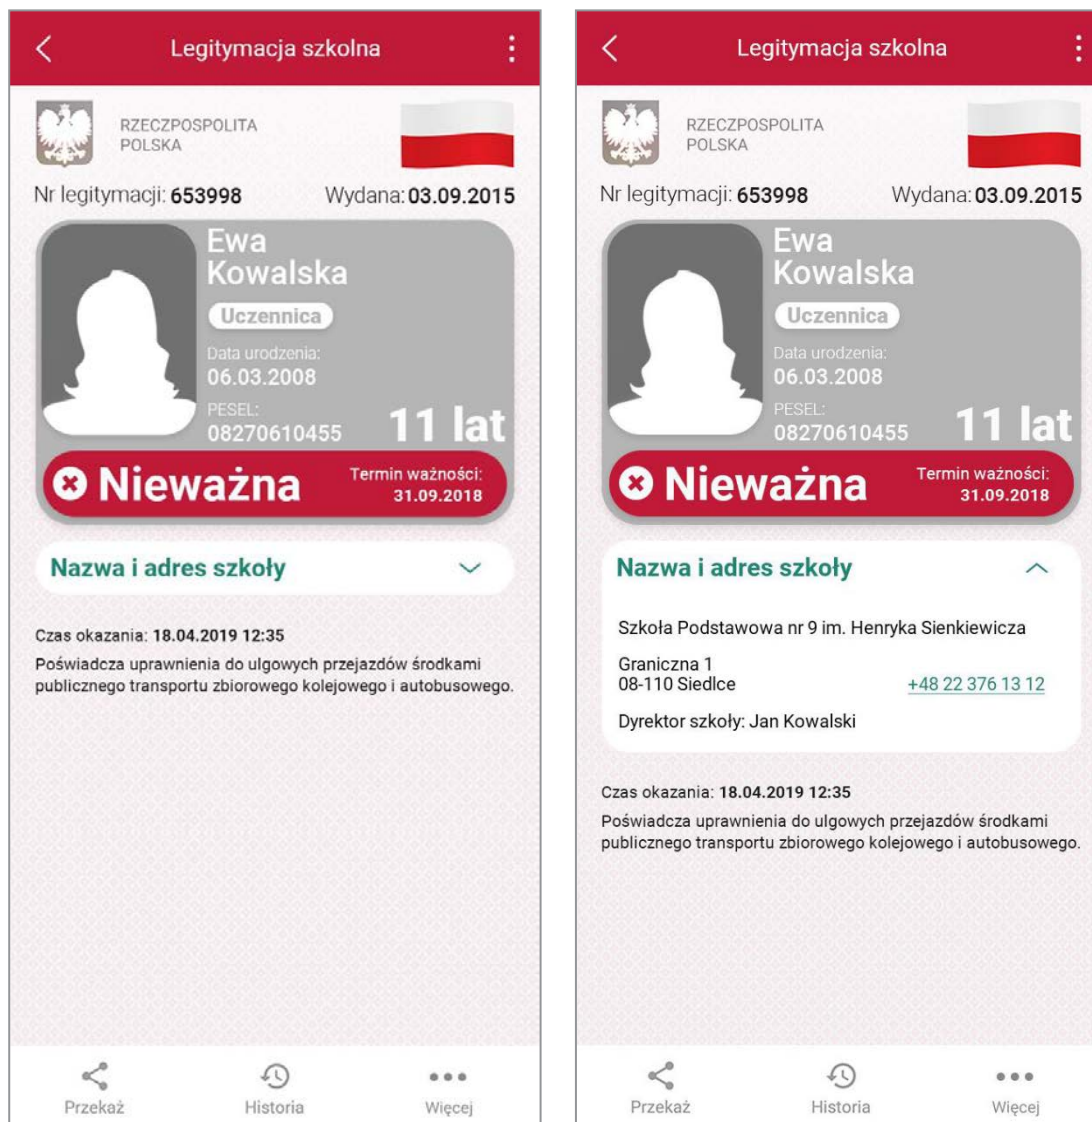 Legitymacja szkolna
RZECZPOSPOLITA
POLSKA
Nr legitymacji: 653998 Wydana: 03.09.2015
Ewa
Kowalska
Uczennica
Data urodzenia:
06.03.2008
PESEL:
08270610455
11 lat
Nieważna
Termin ważności:
31.09.2018
Nazwa i adres szkoły
Czas okazania: 18.04.2019 12:35
Poświadcza uprawnienia do ulgowych przejazdów środkami
publicznego transportu zbiorowego kolejowego i autobusowego.
Przekaż Historia Więcej
Legitymacja szkolna
RZECZPOSPOLITA
POLSKA
Nr legitymacji: 653998 Wydana: 03.09.2015
Ewa
Kowalska
Uczennica
Data urodzenia:
06.03.2008
PESEL:
08270610455
11 lat
Nieważna
Termin ważności:
31.09.2018
Nazwa i adres szkoły
Szkoła Podstawowa nr 9 im. Henryka Sienkiewicza
Graniczna 1
08-110 Siedlce +48 22 376 13 12
Dyrektor szkoły: Jan Kowalski
Czas okazania: 18.04.2019 12:35
Poświadcza uprawnienia do ulgowych przejazdów środkami
publicznego transportu zbiorowego kolejowego i autobusowego.
Przekaż Historia Więcej